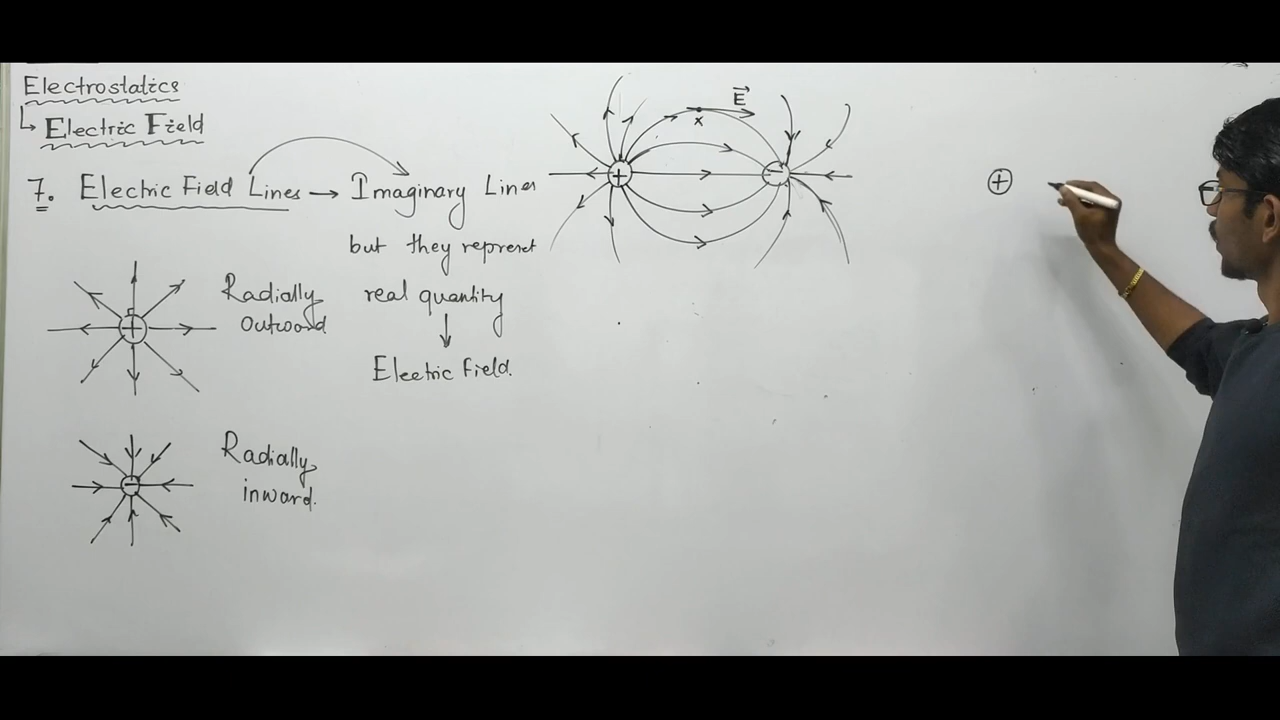 Electrostatics
↳ Electric Field
7. Electric Field Lines → Imaginary Lines
but they represent
real quantity
↓
Electric Field.
Radially
Outward
Radially
inward.
+
−
+
−
x
E⃗
+